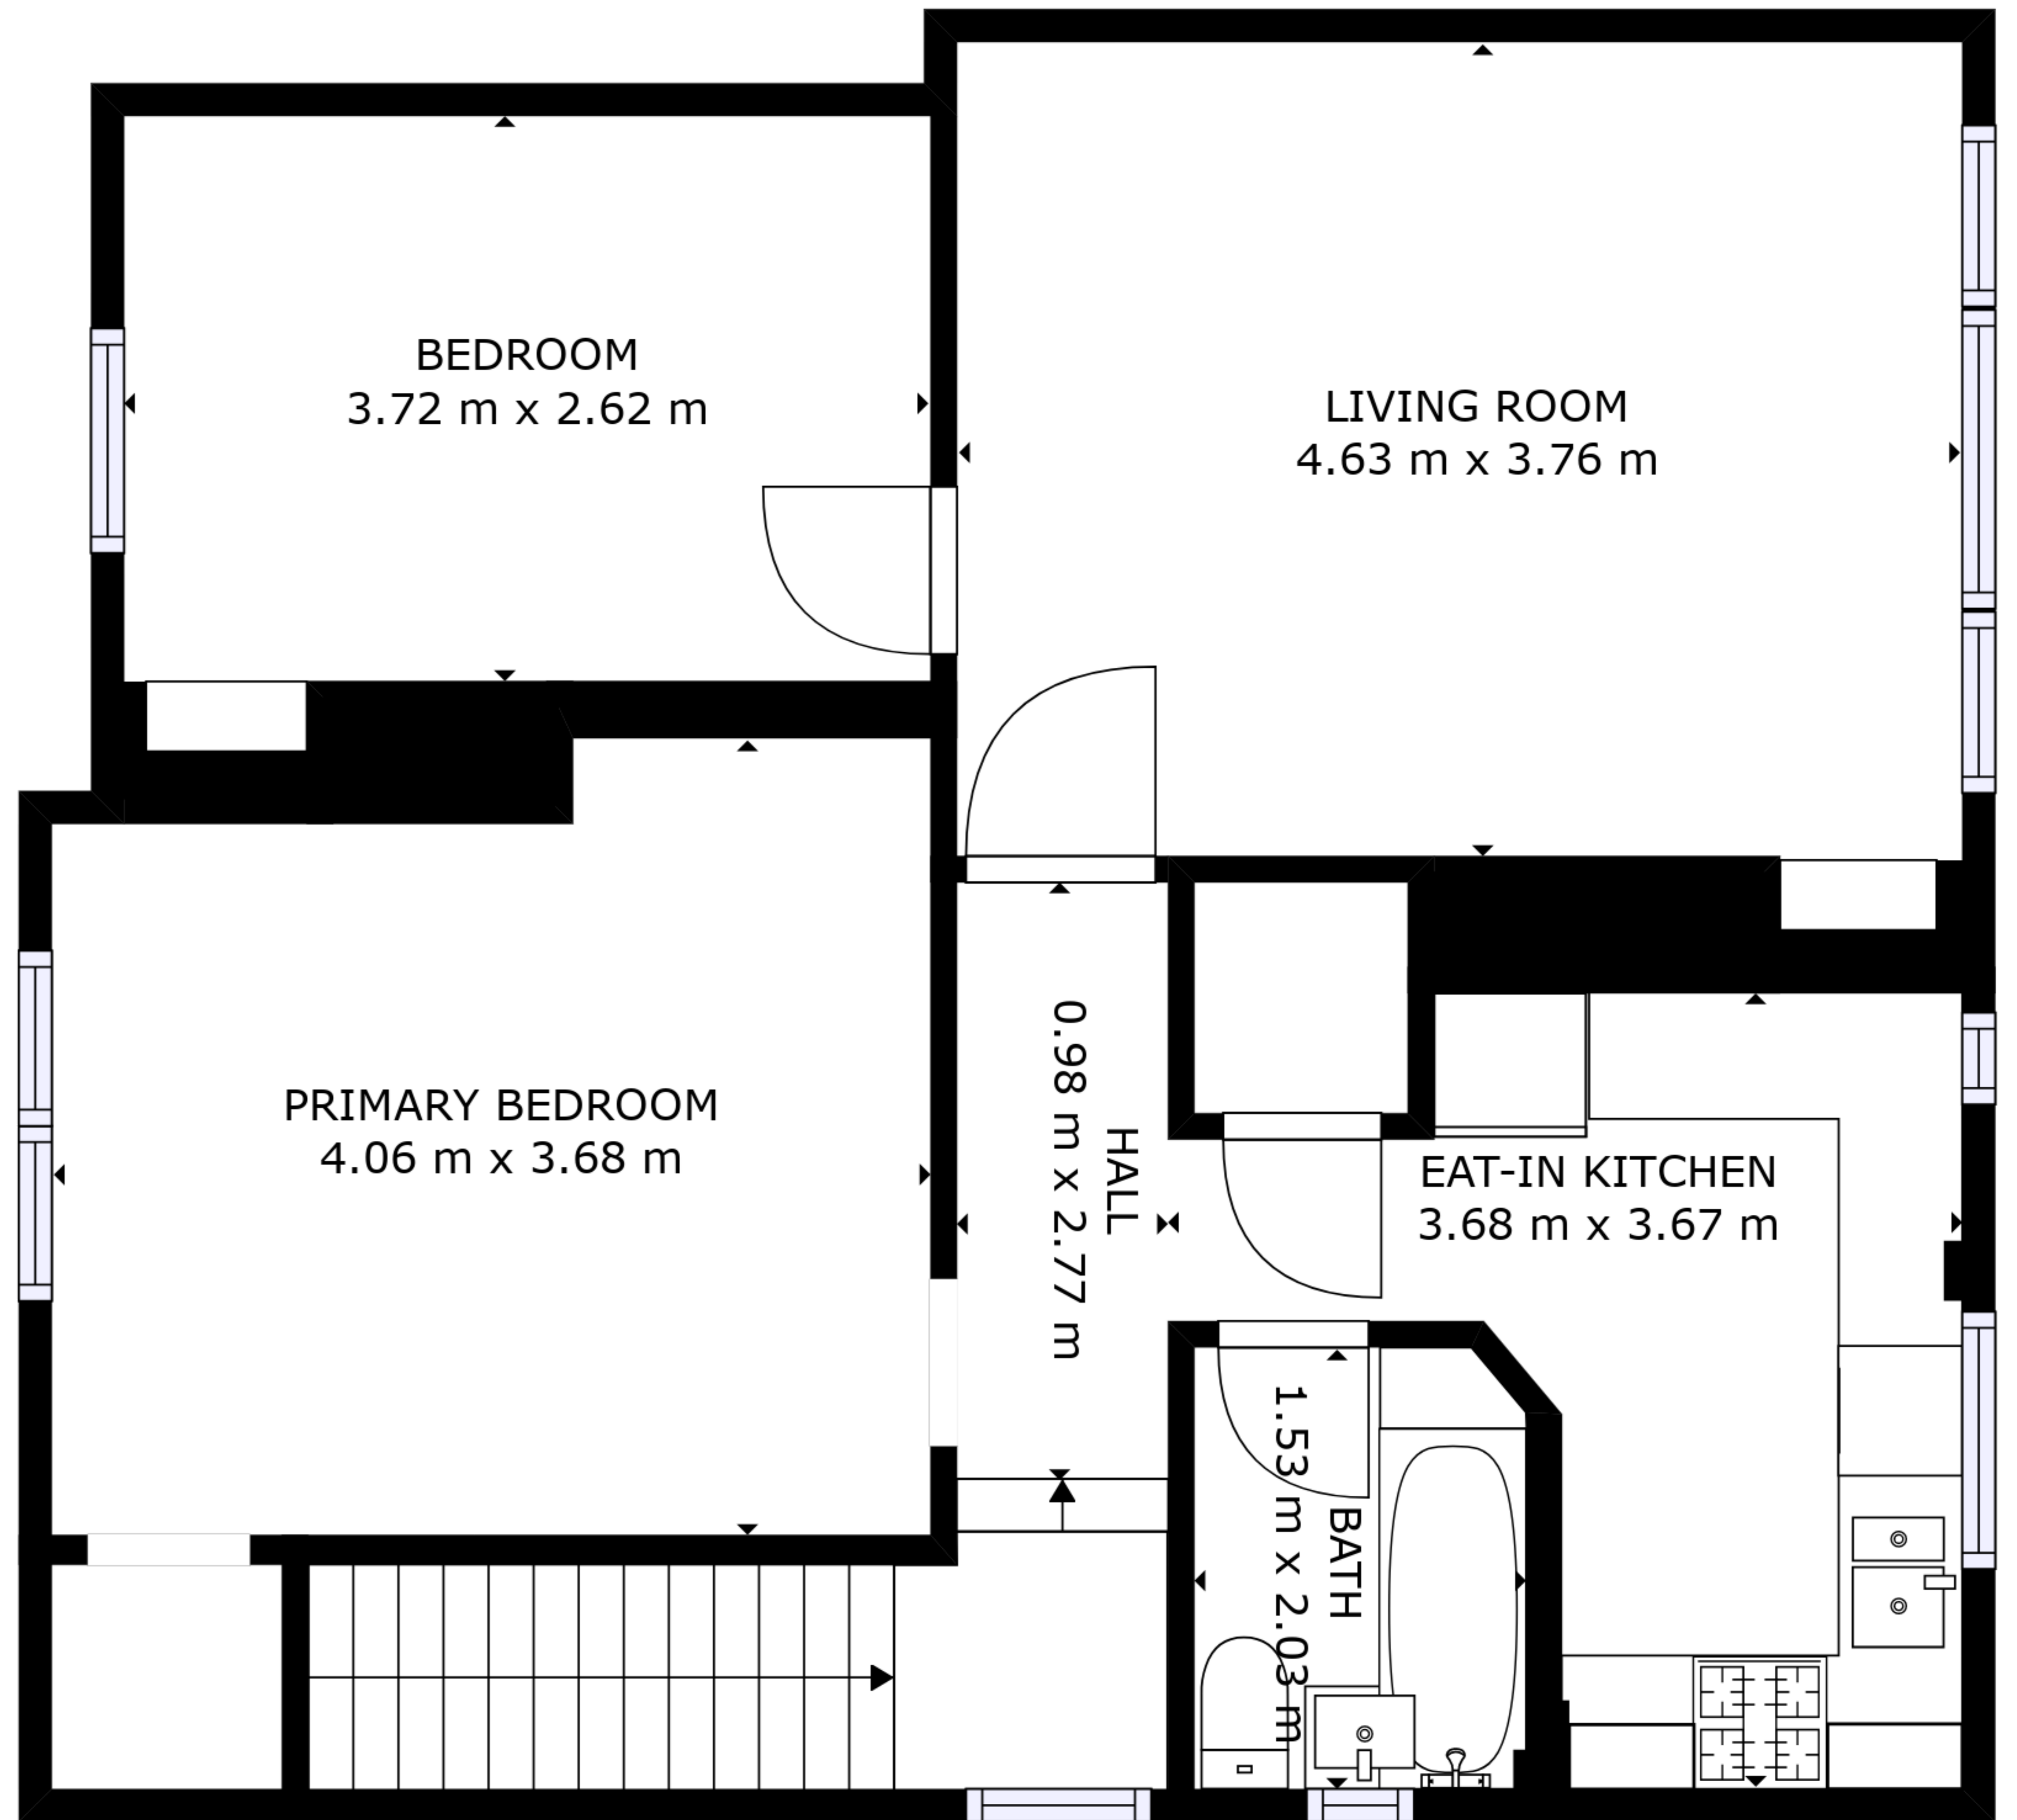 BEDROOM
3.72 m x 2.62 m
LIVING ROOM
4.63 m x 3.76 m
PRIMARY BEDROOM
4.06 m x 3.68 m
HALL
0.98 m x 2.77 m
EAT-IN KITCHEN
3.68 m x 3.67 m
BATH
1.53 m x 2.03 m